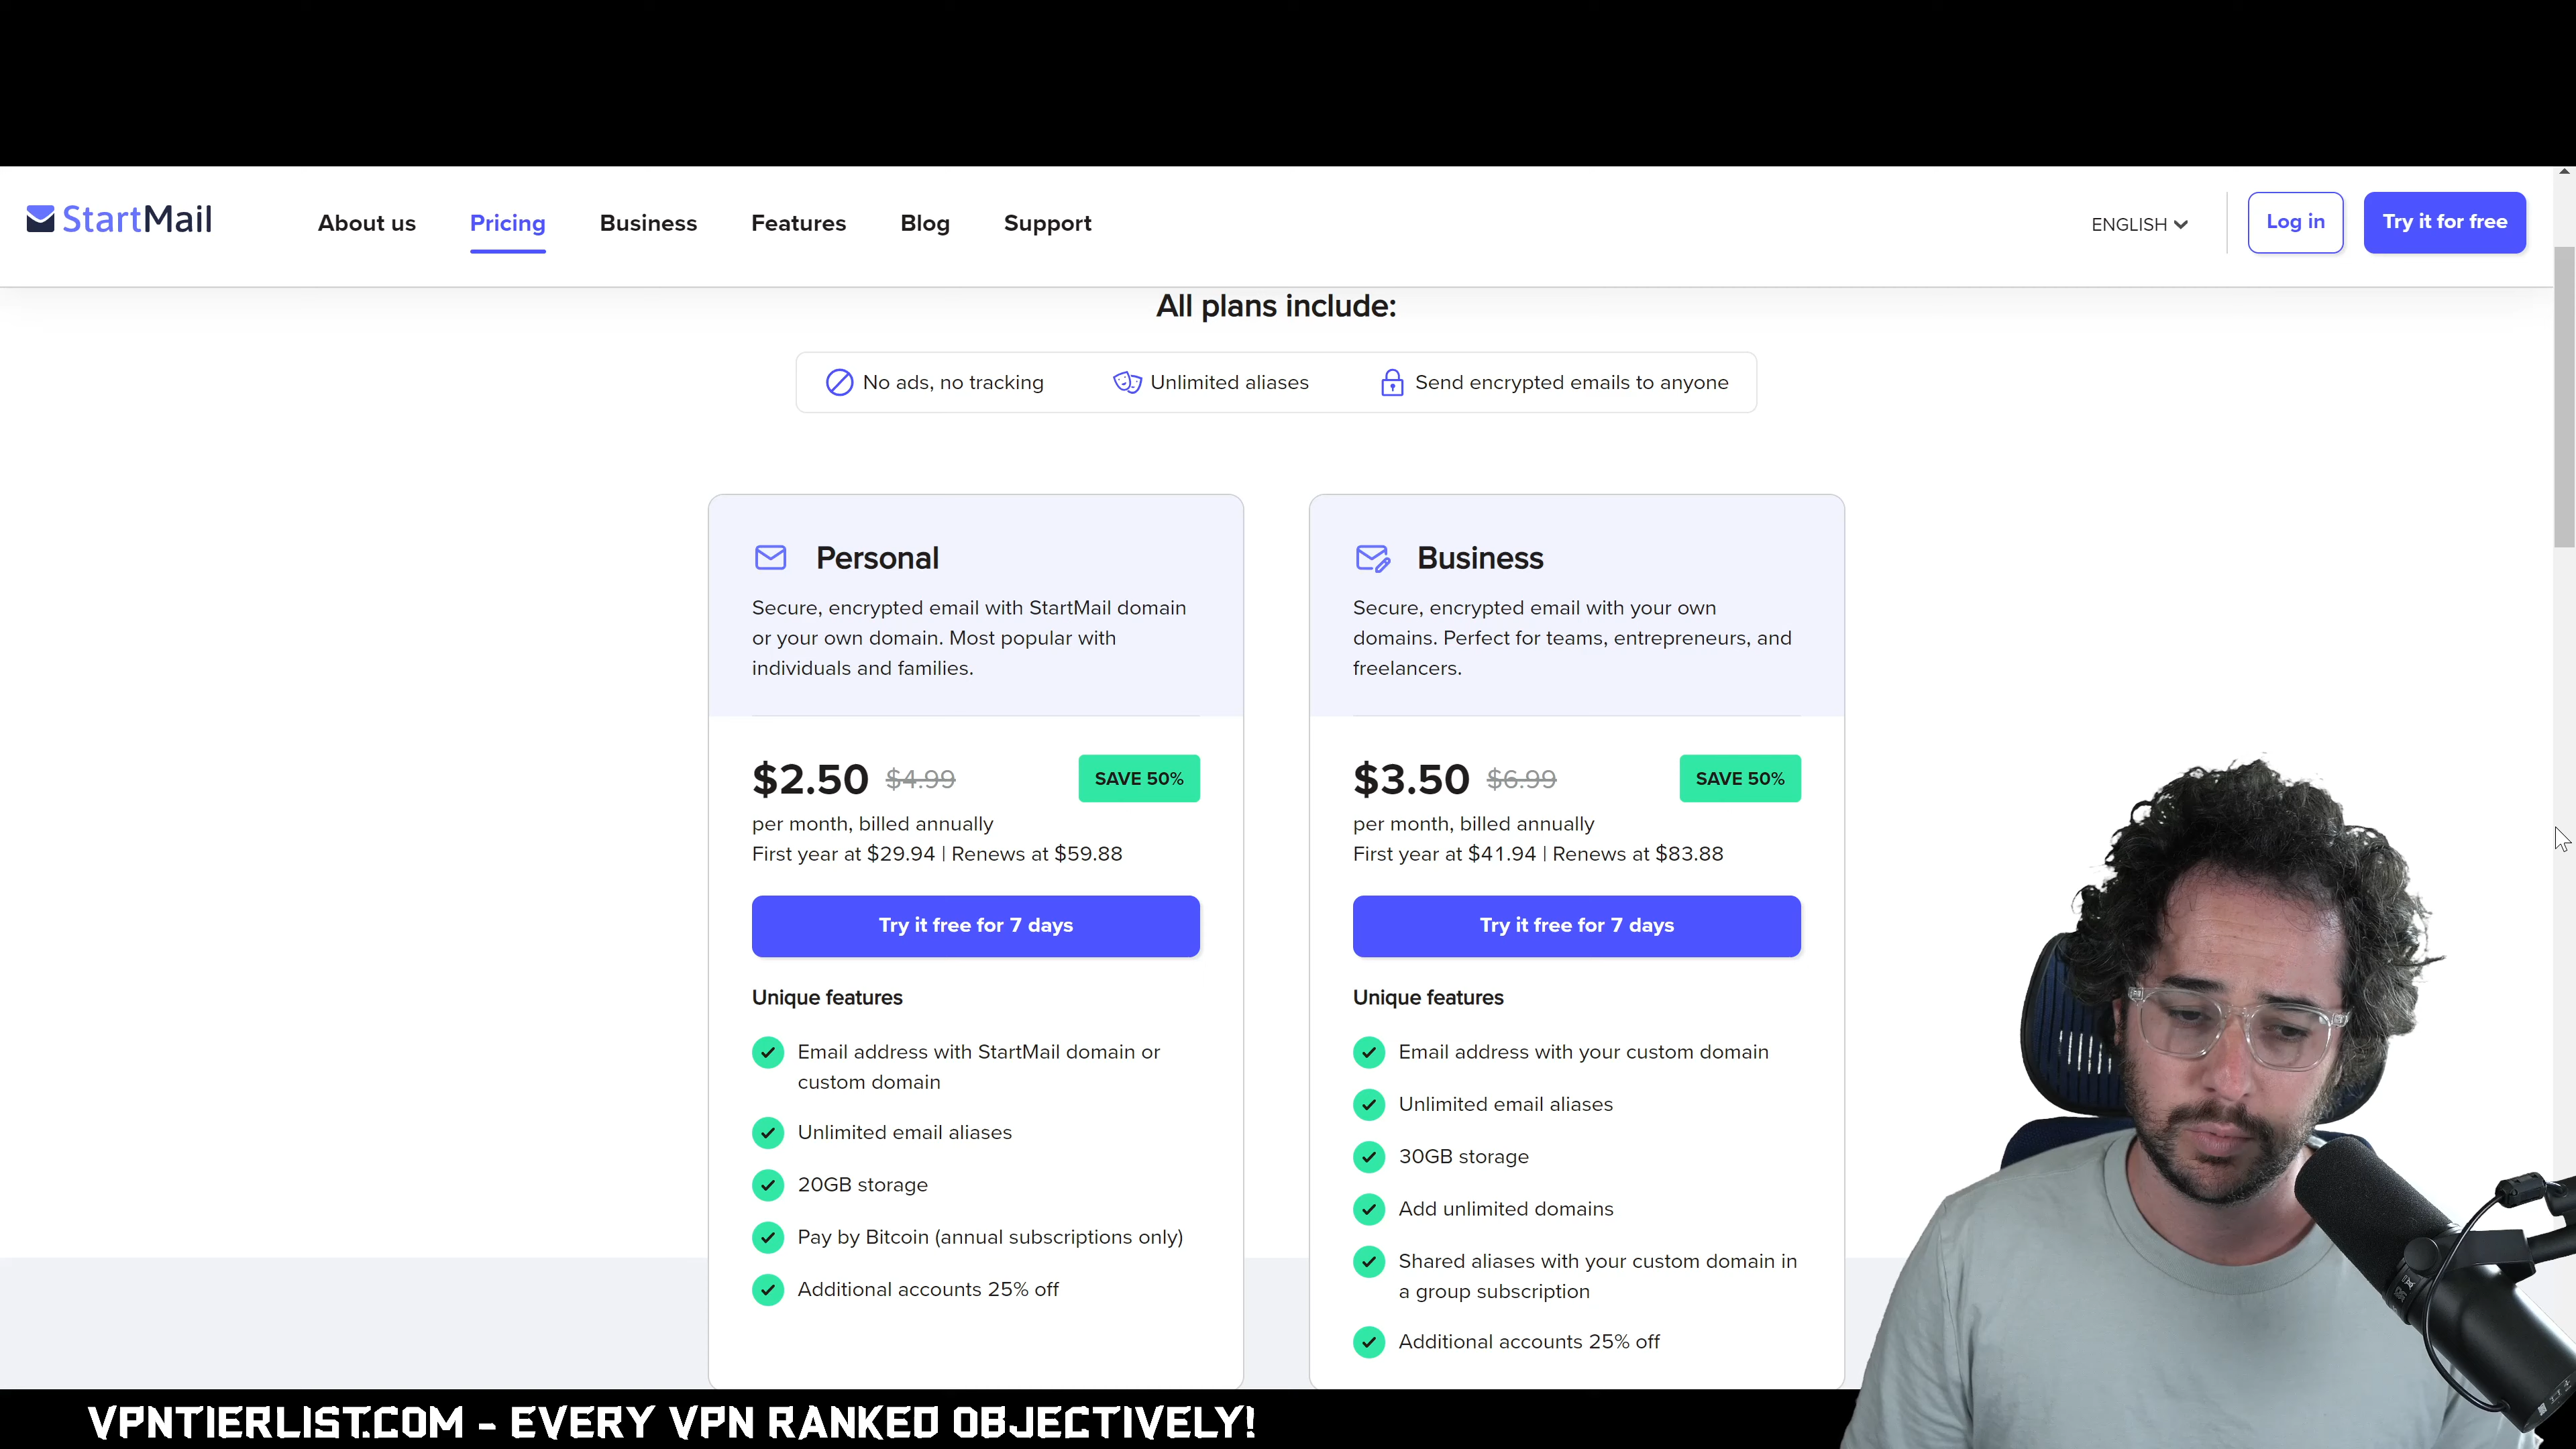 StartMail
About us
Pricing
Business
Features
Blog
Support
ENGLISH
Log in
Try it for free
All plans include:
No ads, no tracking
Unlimited aliases
Send encrypted emails to anyone
Personal
Secure, encrypted email with StartMail domain
or your own domain. Most popular with
individuals and families.
$2.50 $4.99
SAVE 50%
per month, billed annually
First year at $29.94 | Renews at $59.88
Try it free for 7 days
Unique features
Email address with StartMail domain or
custom domain
Unlimited email aliases
20GB storage
Pay by Bitcoin (annual subscriptions only)
Additional accounts 25% off
Business
Secure, encrypted email with your own
domains. Perfect for teams, entrepreneurs, and
freelancers.
$3.50 $6.99
SAVE 50%
per month, billed annually
First year at $41.94 | Renews at $83.88
Try it free for 7 days
Unique features
Email address with your custom domain
Unlimited email aliases
30GB storage
Add unlimited domains
Shared aliases with your custom domain in
a group subscription
Additional accounts 25% off
VPNTIERLIST.COM - EVERY VPN RANKED OBJECTIVELY!